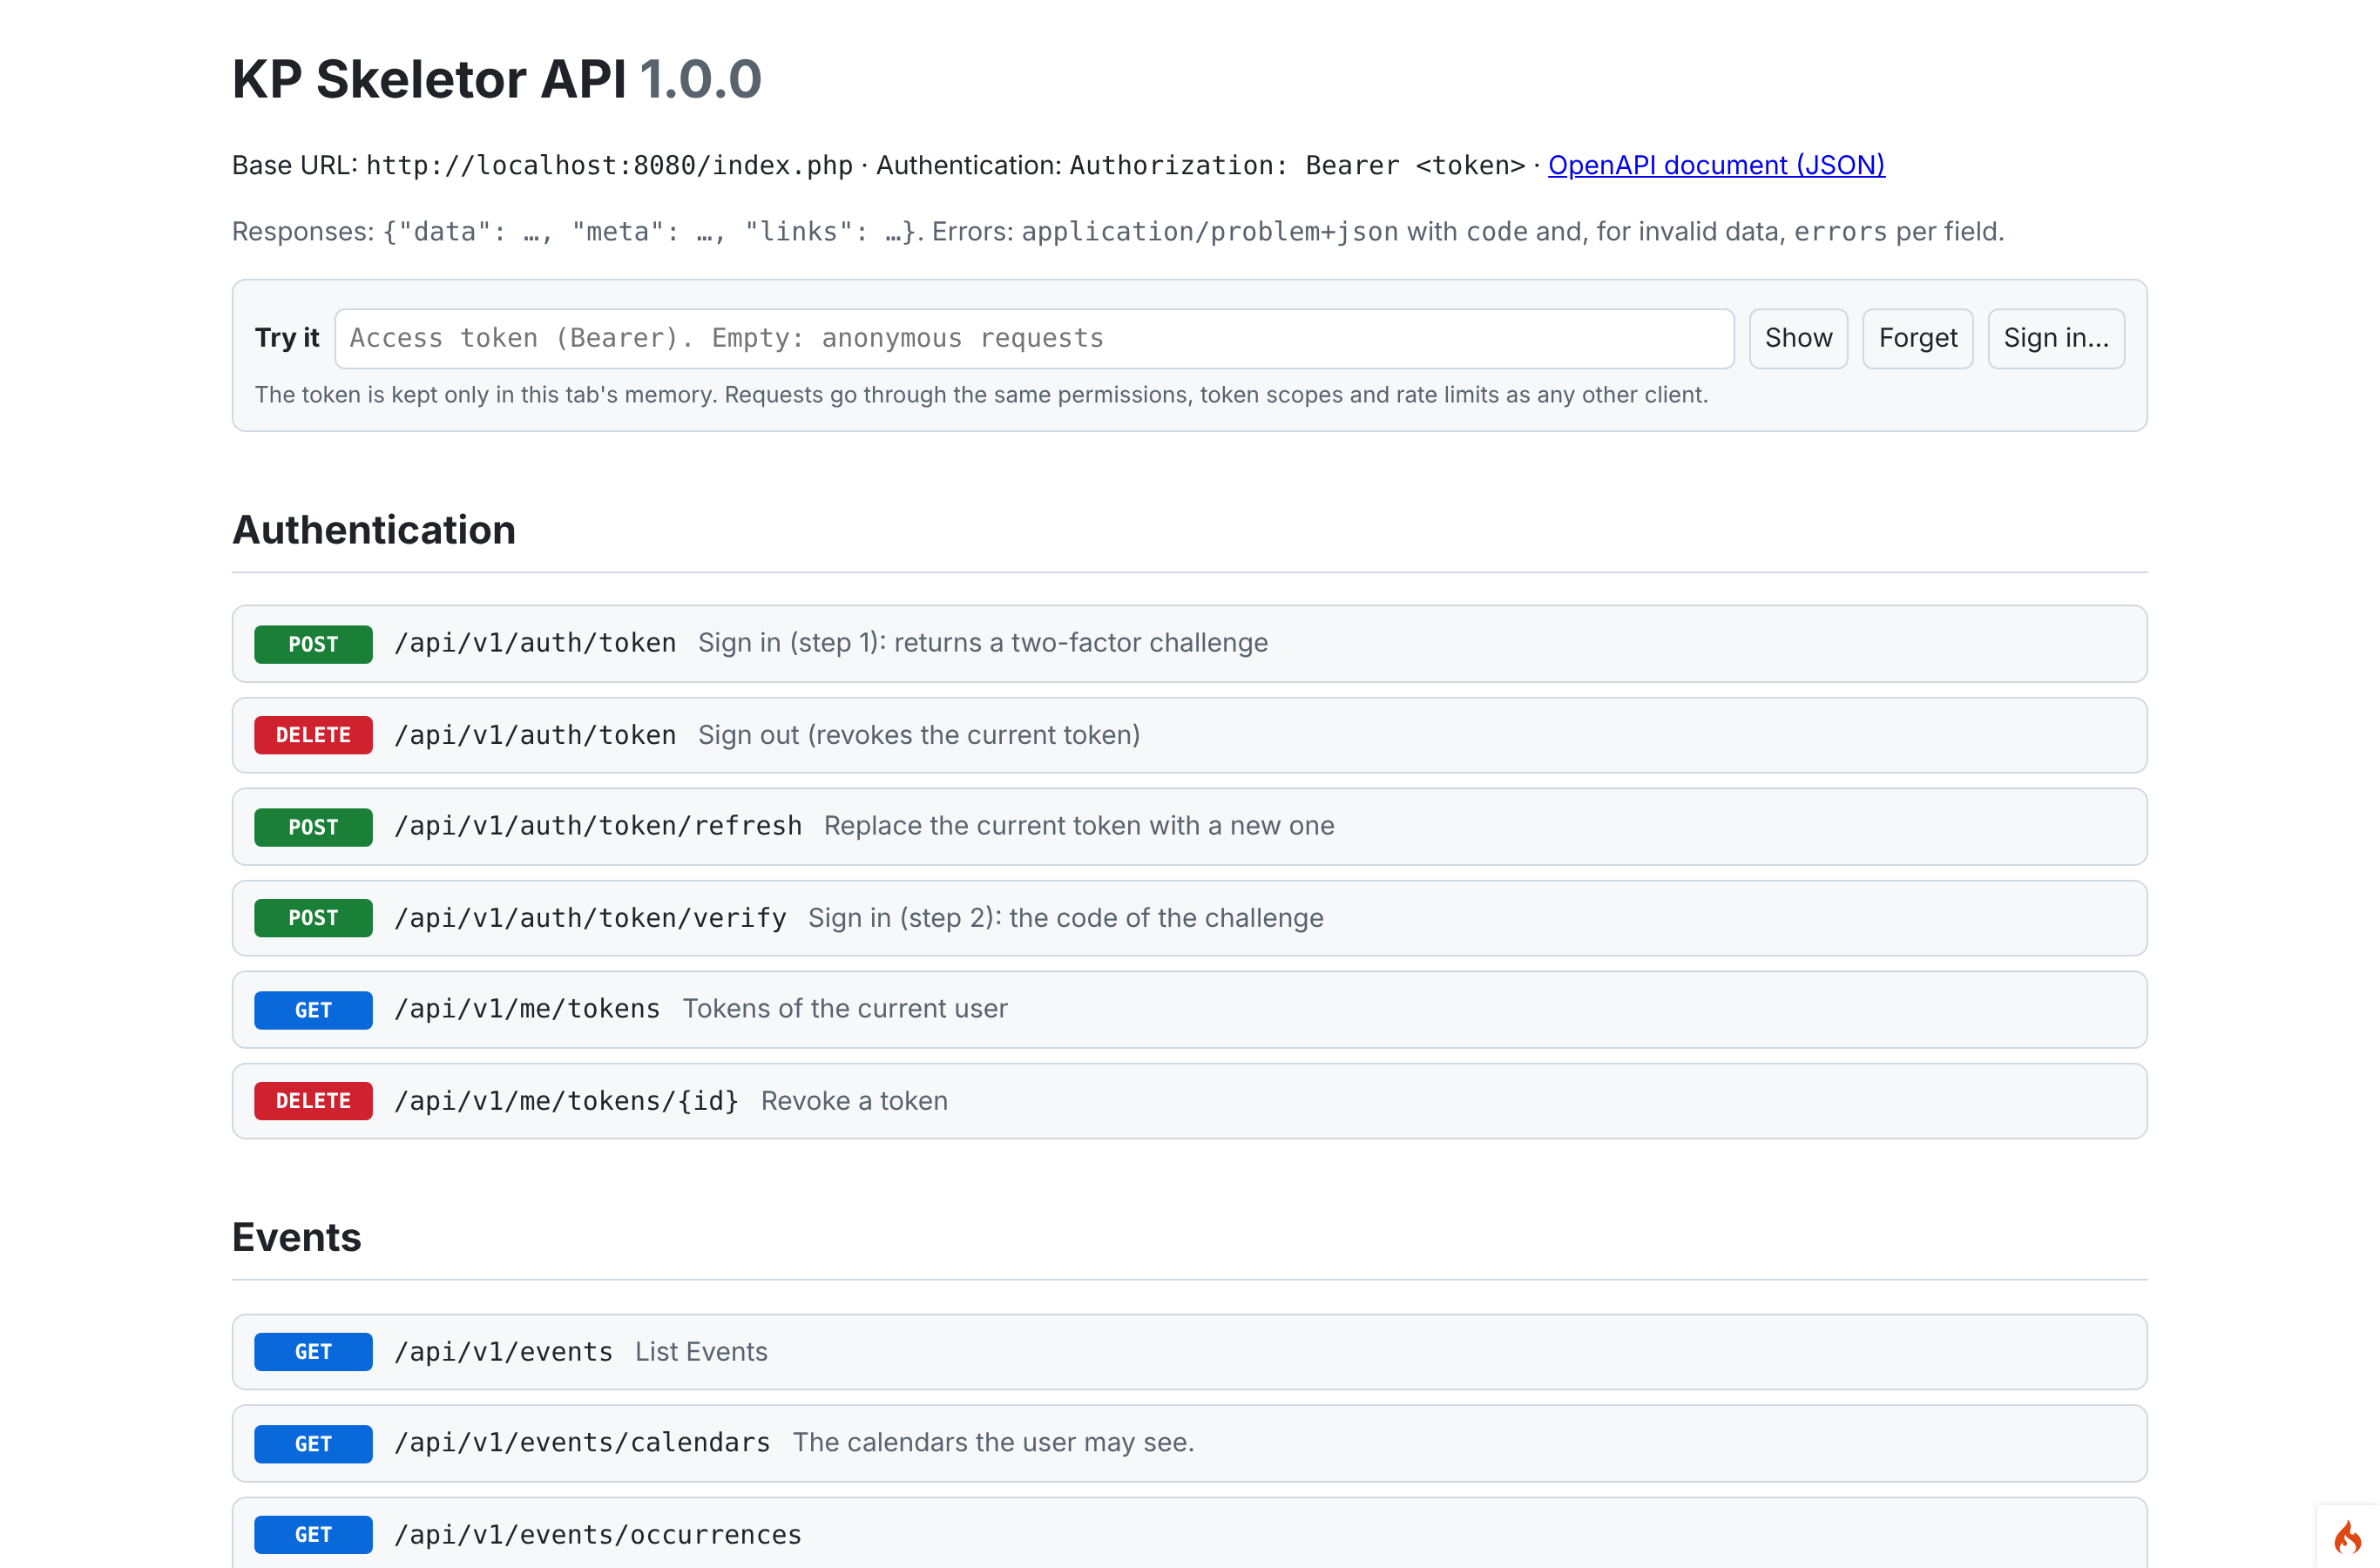 KP Skeletor API 1.0.0
Base URL: http://localhost:8080/index.php · Authentication: Authorization: Bearer <token> · OpenAPI document (JSON)
Responses: {"data": …, "meta": …, "links": …}. Errors: application/problem+json with code and, for invalid data, errors per field.
Try it Access token (Bearer). Empty: anonymous requests Show Forget Sign in…
The token is kept only in this tab's memory. Requests go through the same permissions, token scopes and rate limits as any other client.
Authentication
POST /api/v1/auth/token Sign in (step 1): returns a two-factor challenge
DELETE /api/v1/auth/token Sign out (revokes the current token)
POST /api/v1/auth/token/refresh Replace the current token with a new one
POST /api/v1/auth/token/verify Sign in (step 2): the code of the challenge
GET /api/v1/me/tokens Tokens of the current user
DELETE /api/v1/me/tokens/{id} Revoke a token
Events
GET /api/v1/events List Events
GET /api/v1/events/calendars The calendars the user may see.
GET /api/v1/events/occurrences